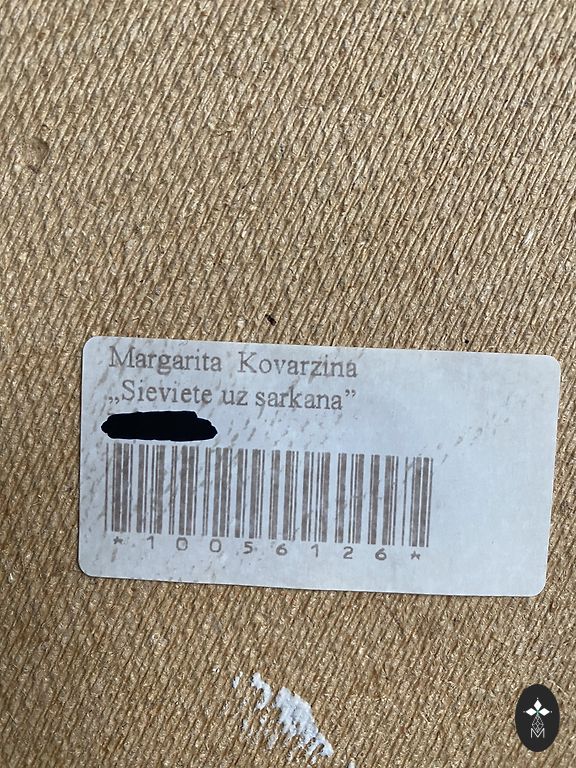 Margarita Kovarzina
„Sieviete uz sarkana”
*10056126*